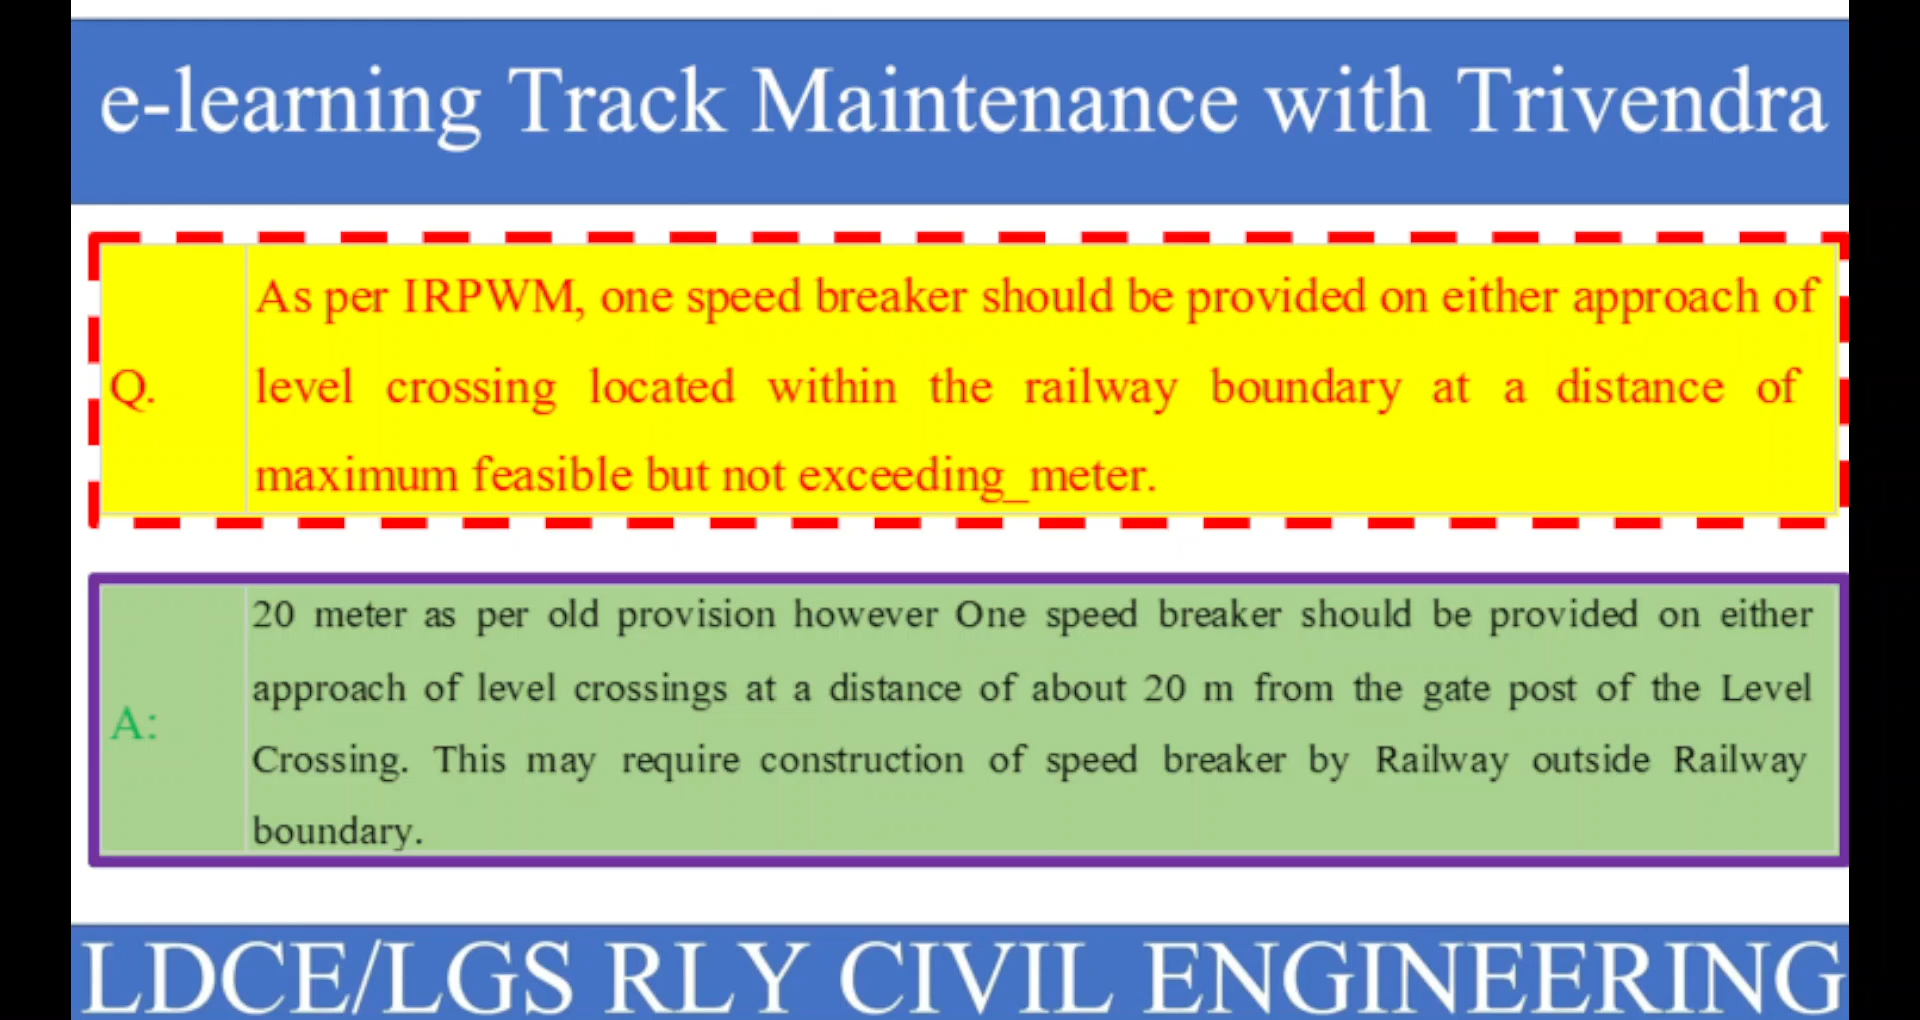 e-learning Track Maintenance with Trivendra
As per IRPWM, one speed breaker should be provided on either approach of
Q. level crossing located within the railway boundary at a distance of
maximum feasible but not exceeding_meter.
20 meter as per old provision however One speed breaker should be provided on either
approach of level crossings at a distance of about 20 m from the gate post of the Level
A: Crossing. This may require construction of speed breaker by Railway outside Railway
boundary.
LDCE/LGS RLY CIVIL ENGINEERING